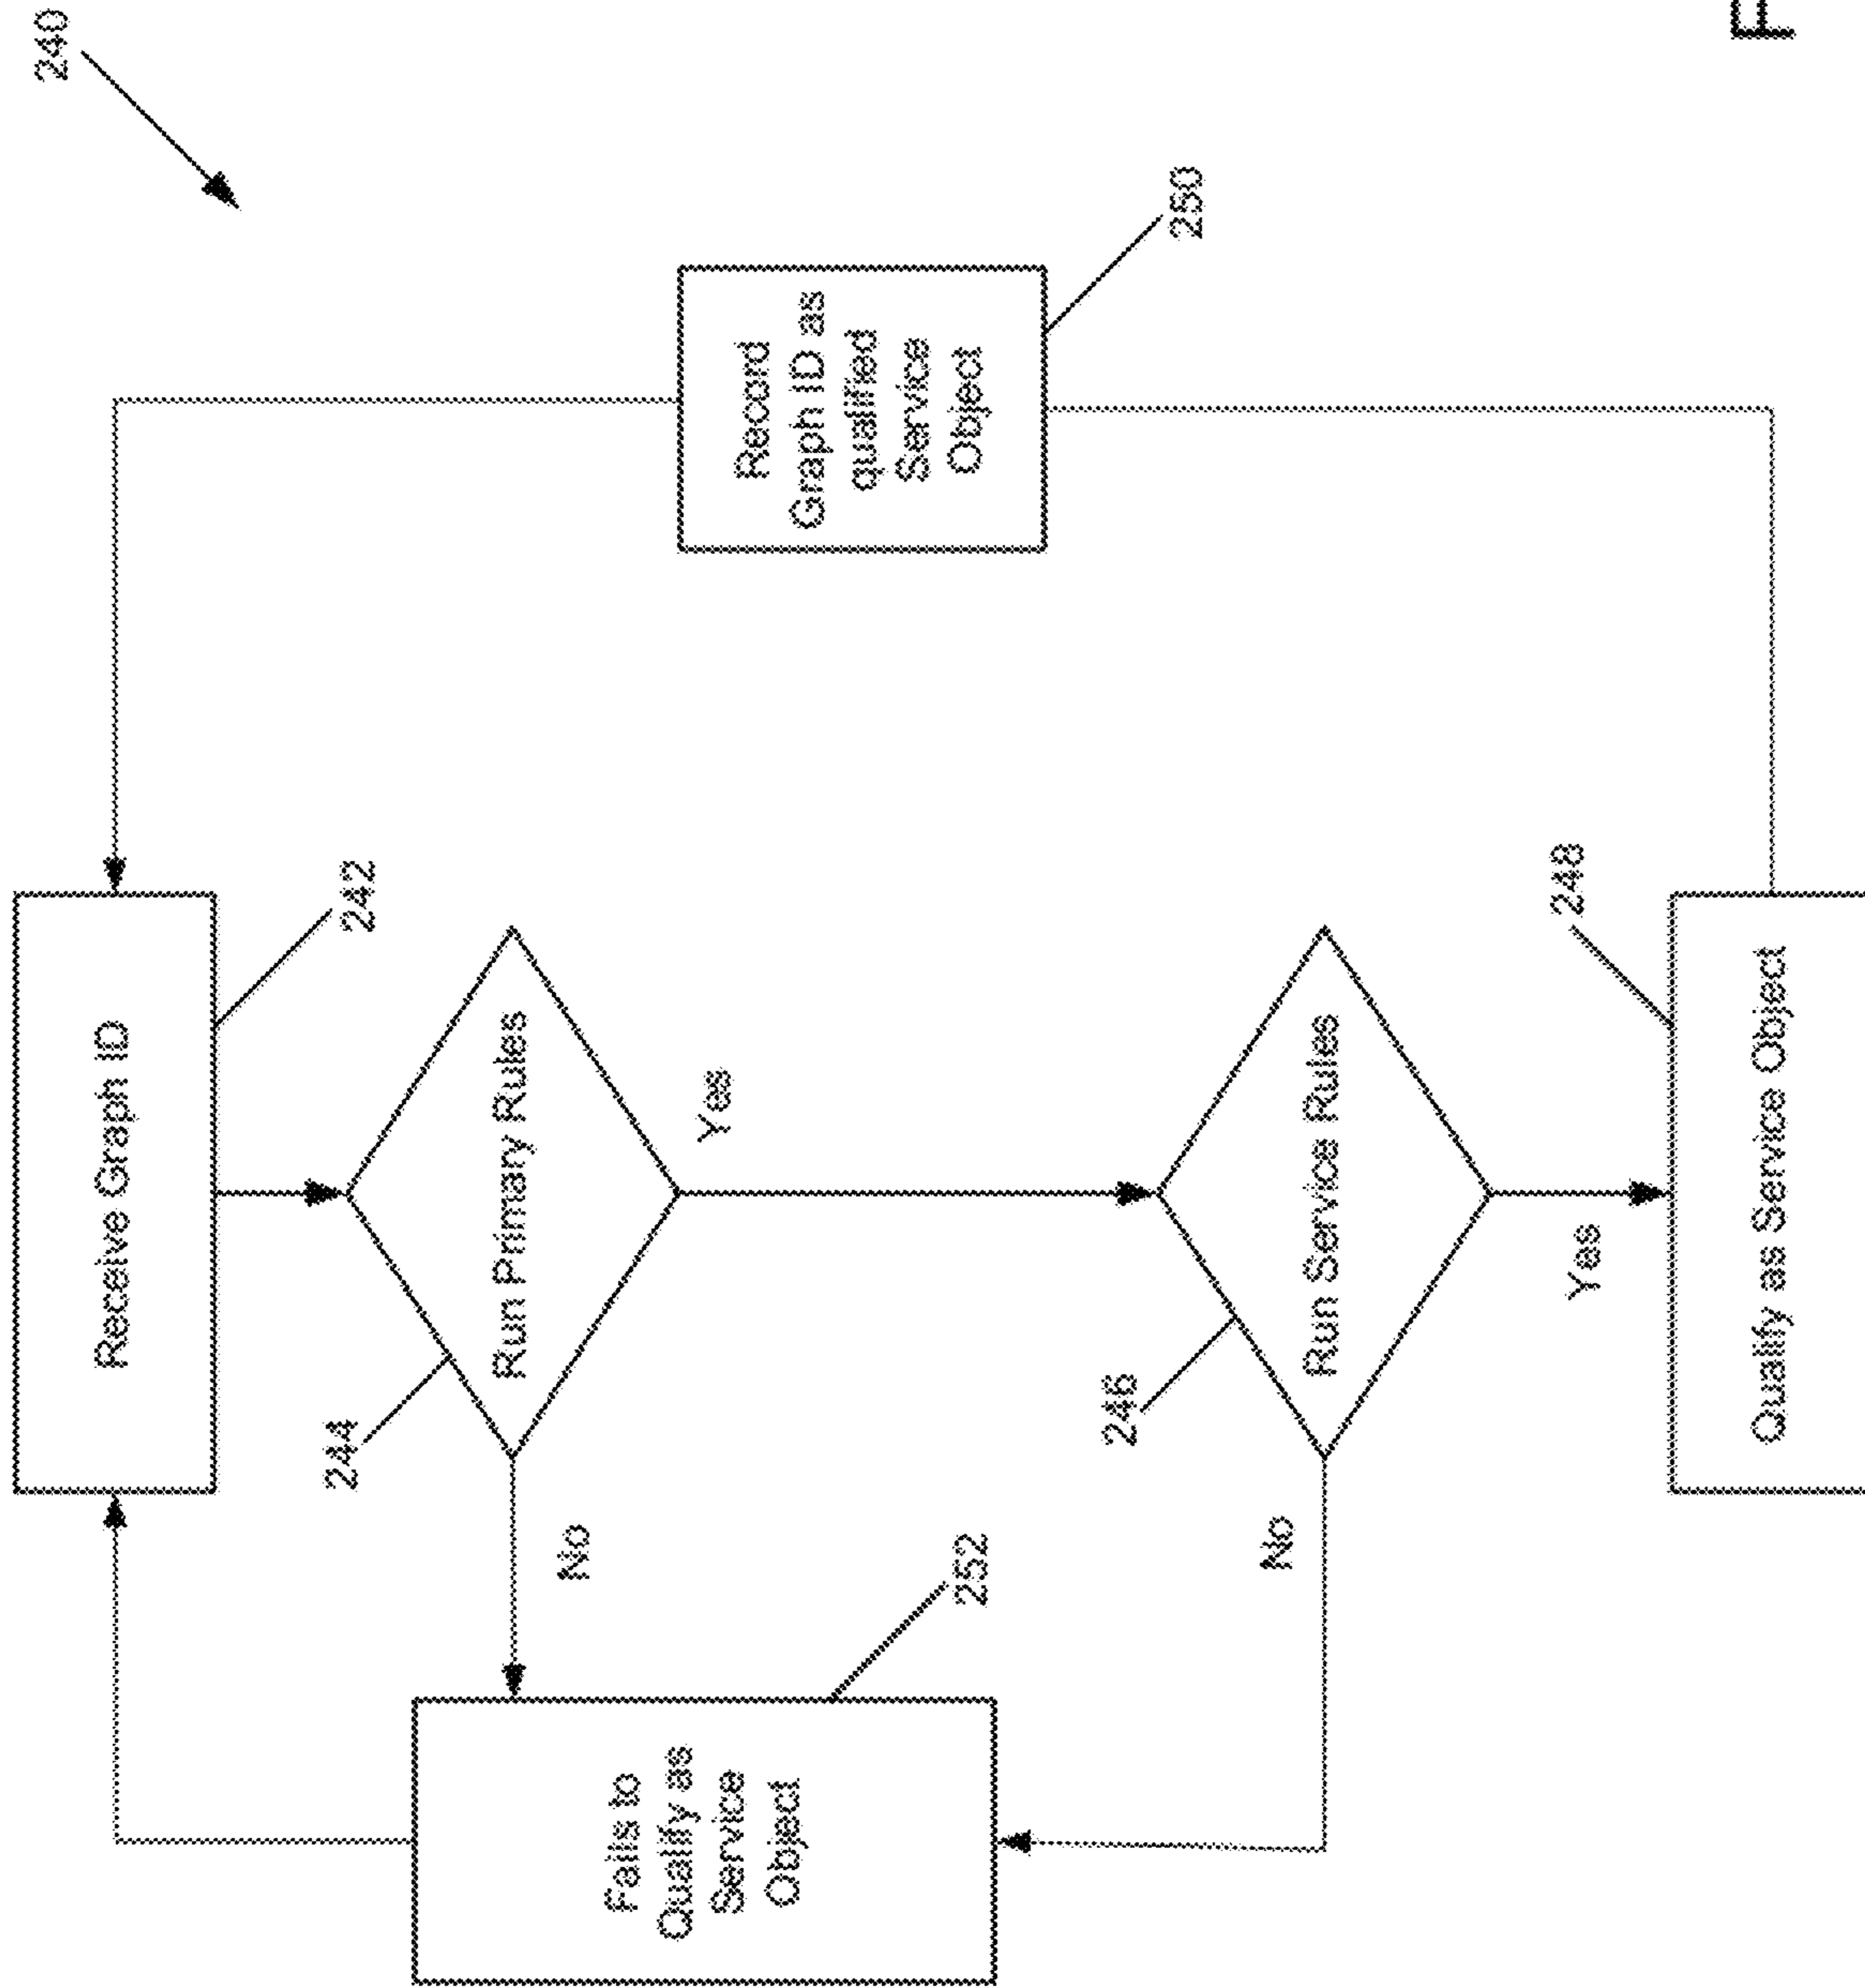 240
Receive Graph ID
242
Run Primary Rules
244
Yes
No
Fails to
Qualify as
Service
Object
252
Run Service Rules
246
No
Yes
Qualify as Service Object
248
Record
Graph ID as
qualified
Service
Object
250
F